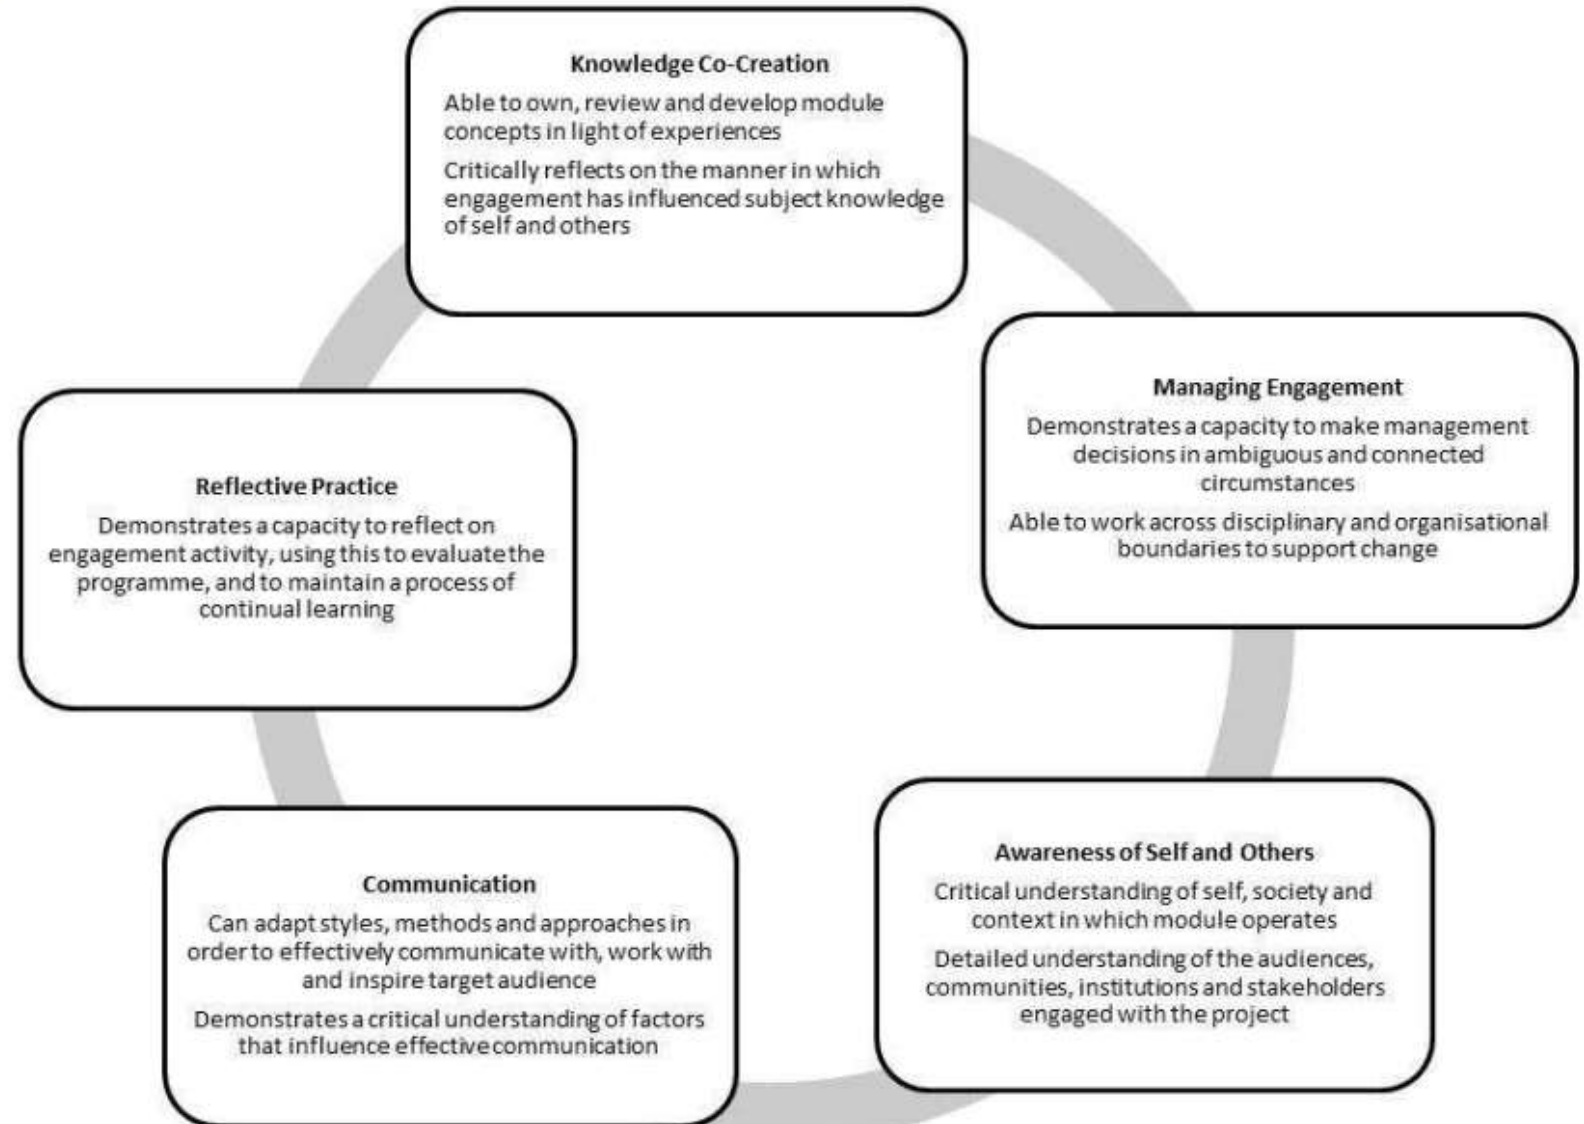 Knowledge Co-Creation
Able to own, review and develop module
concepts in light of experiences
Critically reflects on the manner in which
engagement has influenced subject knowledge
of self and others
Managing Engagement
Demonstrates a capacity to make management
decisions in ambiguous and connected
circumstances
Able to work across disciplinary and organisational
boundaries to support change
Awareness of Self and Others
Critical understanding of self, society and
context in which module operates
Detailed understanding of the audiences,
communities, institutions and stakeholders
engaged with the project
Communication
Can adapt styles, methods and approaches in
order to effectively communicate with, work with
and inspire target audience
Demonstrates a critical understanding of factors
that influence effective communication
Reflective Practice
Demonstrates a capacity to reflect on
engagement activity, using this to evaluate the
programme, and to maintain a process of
continual learning